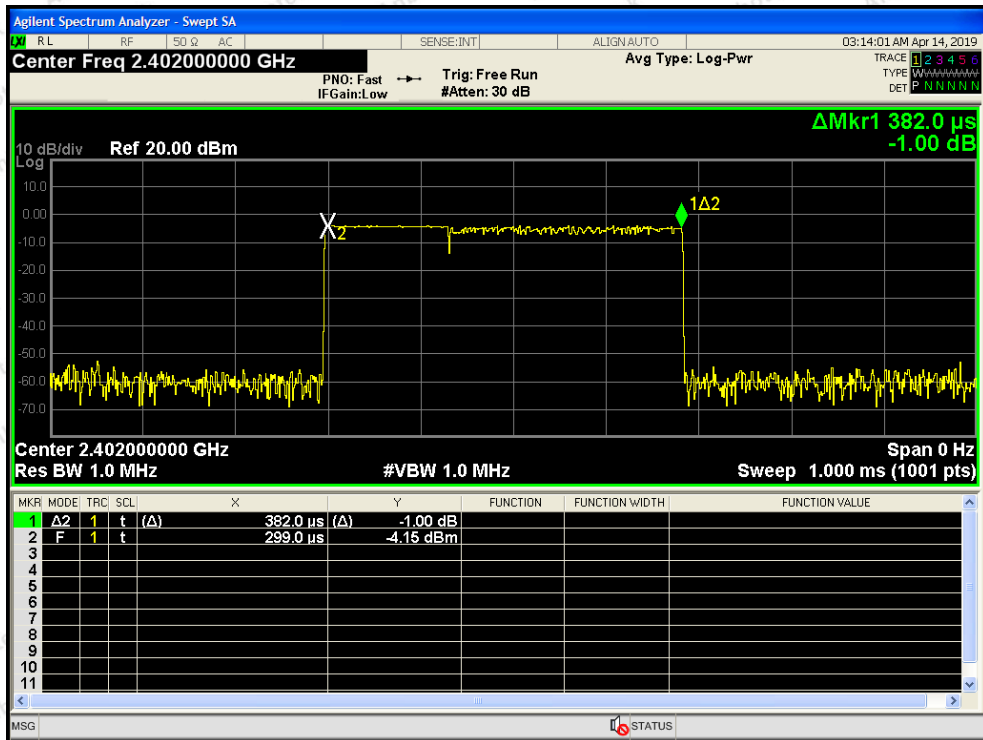 Agilent Spectrum Analyzer - Swept SA
LXI RL RF 50 Ω AC SENSE:INT ALIGN AUTO 03:14:01 AM Apr 14, 2019
Center Freq 2.402000000 GHz Avg Type: Log-Pwr TRACE 1 2 3 4 5 6
PNO: Fast Trig: Free Run TYPE WWWWWW
IFGain:Low #Atten: 30 dB DET P N N N N N
ΔMkr1 382.0 µs
-1.00 dB
10 dB/div Ref 20.00 dBm
Log
10.0
0.00
-10.0
-20.0
-30.0
-40.0
-50.0
-60.0
-70.0
1Δ2
X2
Center 2.402000000 GHz Span 0 Hz
Res BW 1.0 MHz #VBW 1.0 MHz Sweep 1.000 ms (1001 pts)
MKR MODE TRC SCL X Y FUNCTION FUNCTION WIDTH FUNCTION VALUE
1 Δ2 1 t (Δ) 382.0 µs (Δ) -1.00 dB
2 F 1 t 299.0 µs -4.15 dBm
3
4
5
6
7
8
9
10
11
MSG STATUS